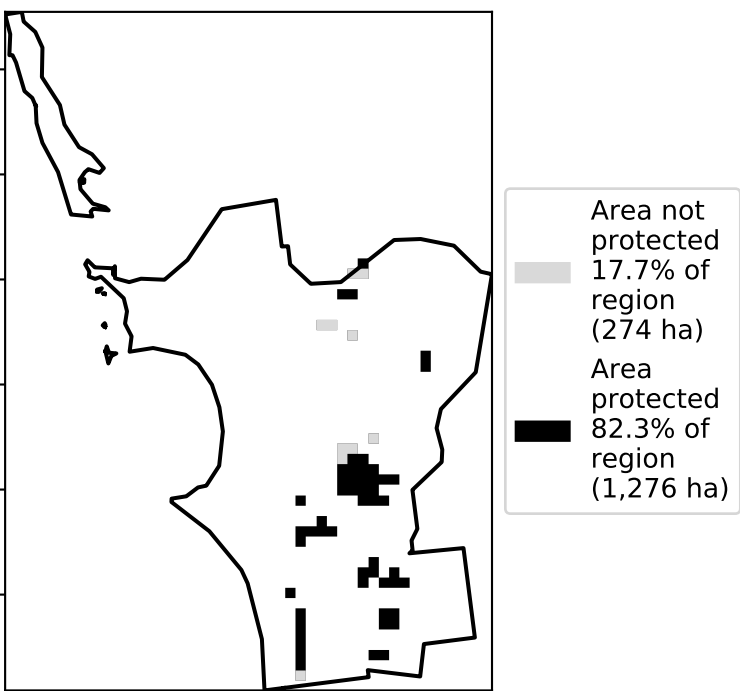 Area not
protected
17.7% of
region
(274 ha)
Area
protected
82.3% of
region
(1,276 ha)